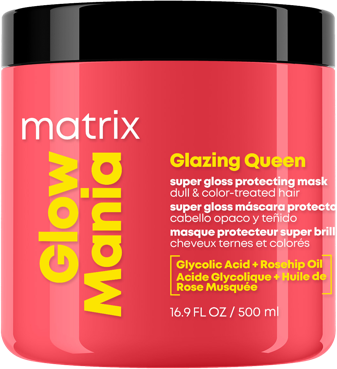 matrix
Glow
Mania
Glazing Queen
super gloss protecting mask
dull & color-treated hair
super gloss máscara protecto
cabello opaco y teñido
masque protecteur super brill
cheveux ternes et colorés
Glycolic Acid + Rosehip Oil
Acide Glycolique + Huile de
Rose Musquée
16.9 FL OZ / 500 ml